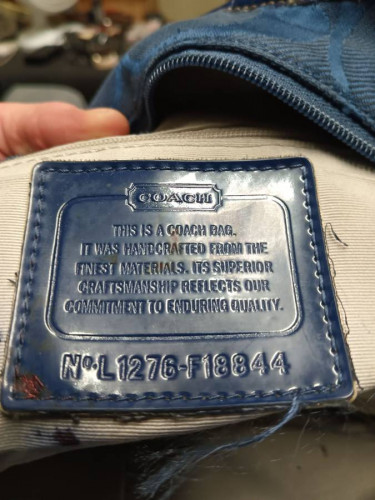 COACH
THIS IS A COACH BAG.
IT WAS HANDCRAFTED FROM THE
FINEST MATERIALS. ITS SUPERIOR
CRAFTSMANSHIP REFLECTS OUR
COMMITMENT TO ENDURING QUALITY.
Nº.L1276-F18844